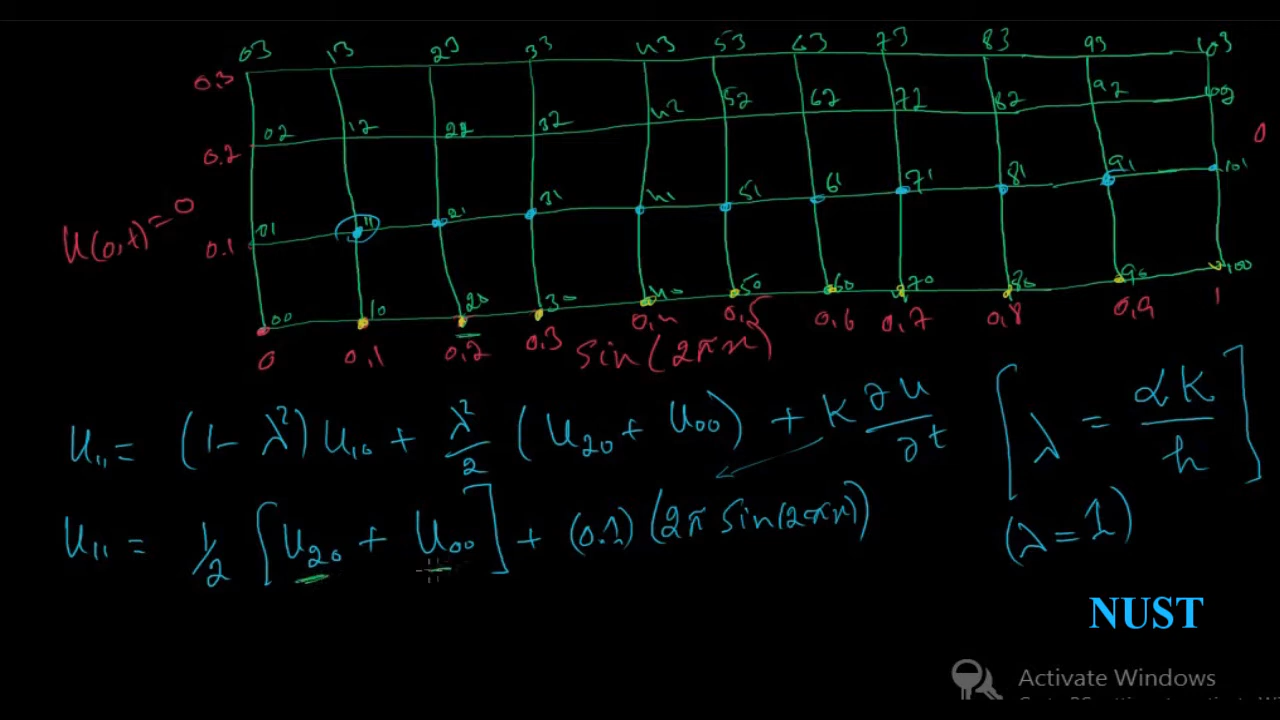 03 13 23 33 43 53 63 73 83 93 103
0.3
02 12 22 32 42 52 62 72 82 92 102
0.2
0
u(0,t)=0
01 11 21 31 41 51 61 71 81 91 101
0.1
00 10 20 30 40 50 60 70 80 90 100
0 0.1 0.2 0.3 0.4 0.5 0.6 0.7 0.8 0.9 1
sin(2πx)
u₁₁ = (1-λ²) u₁₀ + λ²/2 (u₂₀ + u₀₀) + k ∂u/∂t [λ = αk/h]
u₁₁ = 1/2 [u₂₀ + u₀₀] + (0.1) (2π sin(2πx)) (λ=1)
NUST
Activate Windows